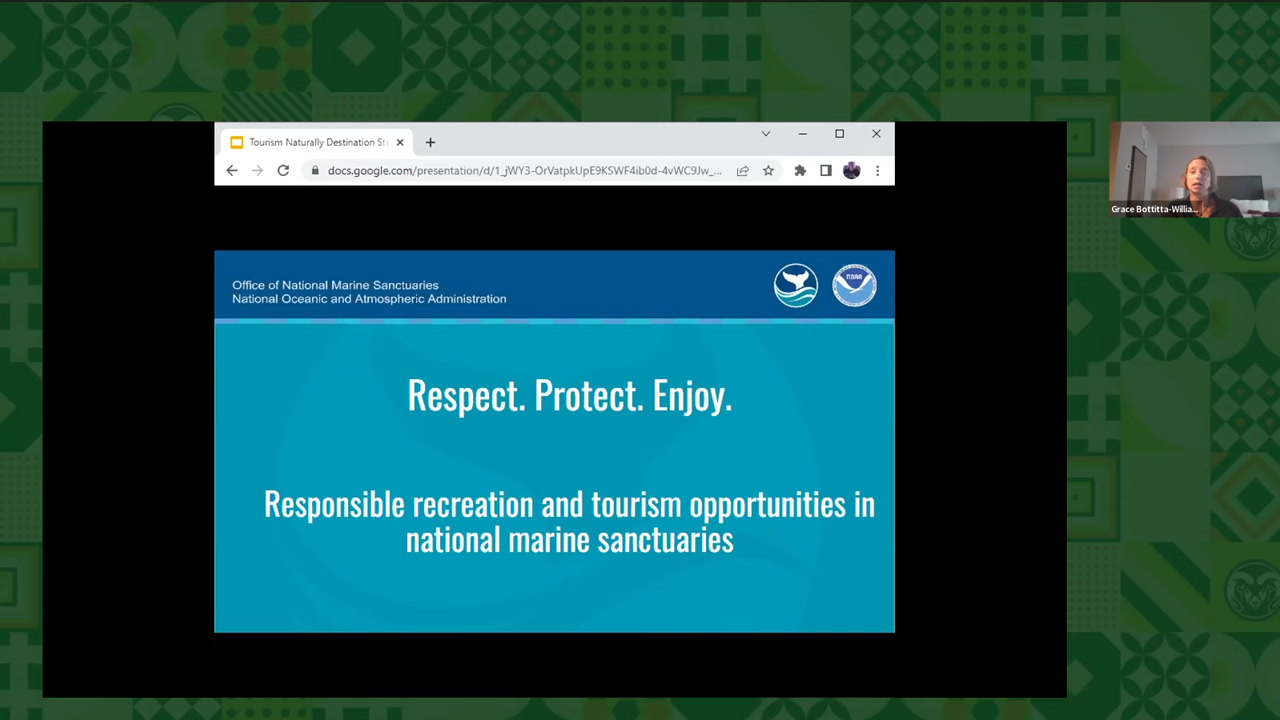 Tourism Naturally Destination St
docs.google.com/presentation/d/1_jWY3-OrVatpkUpE9KSWF4ib0d-4vWC9Jw_...
Grace Bottitta-Willia...
Office of National Marine Sanctuaries
National Oceanic and Atmospheric Administration
NOAA
Respect. Protect. Enjoy.
Responsible recreation and tourism opportunities in
national marine sanctuaries